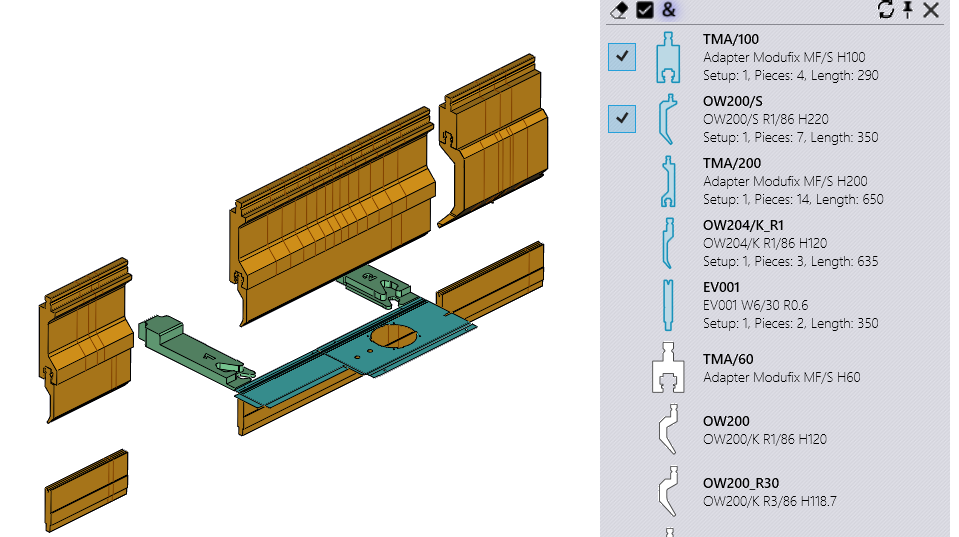 &
TMA/100
Adapter Modufix MF/S H100
Setup: 1, Pieces: 4, Length: 290
OW200/S
OW200/S R1/86 H220
Setup: 1, Pieces: 7, Length: 350
TMA/200
Adapter Modufix MF/S H200
Setup: 1, Pieces: 14, Length: 650
OW204/K_R1
OW204/K R1/86 H120
Setup: 1, Pieces: 3, Length: 635
EV001
EV001 W6/30 R0.6
Setup: 1, Pieces: 2, Length: 350
TMA/60
Adapter Modufix MF/S H60
OW200
OW200/K R1/86 H120
OW200_R30
OW200/K R3/86 H118.7
2
1